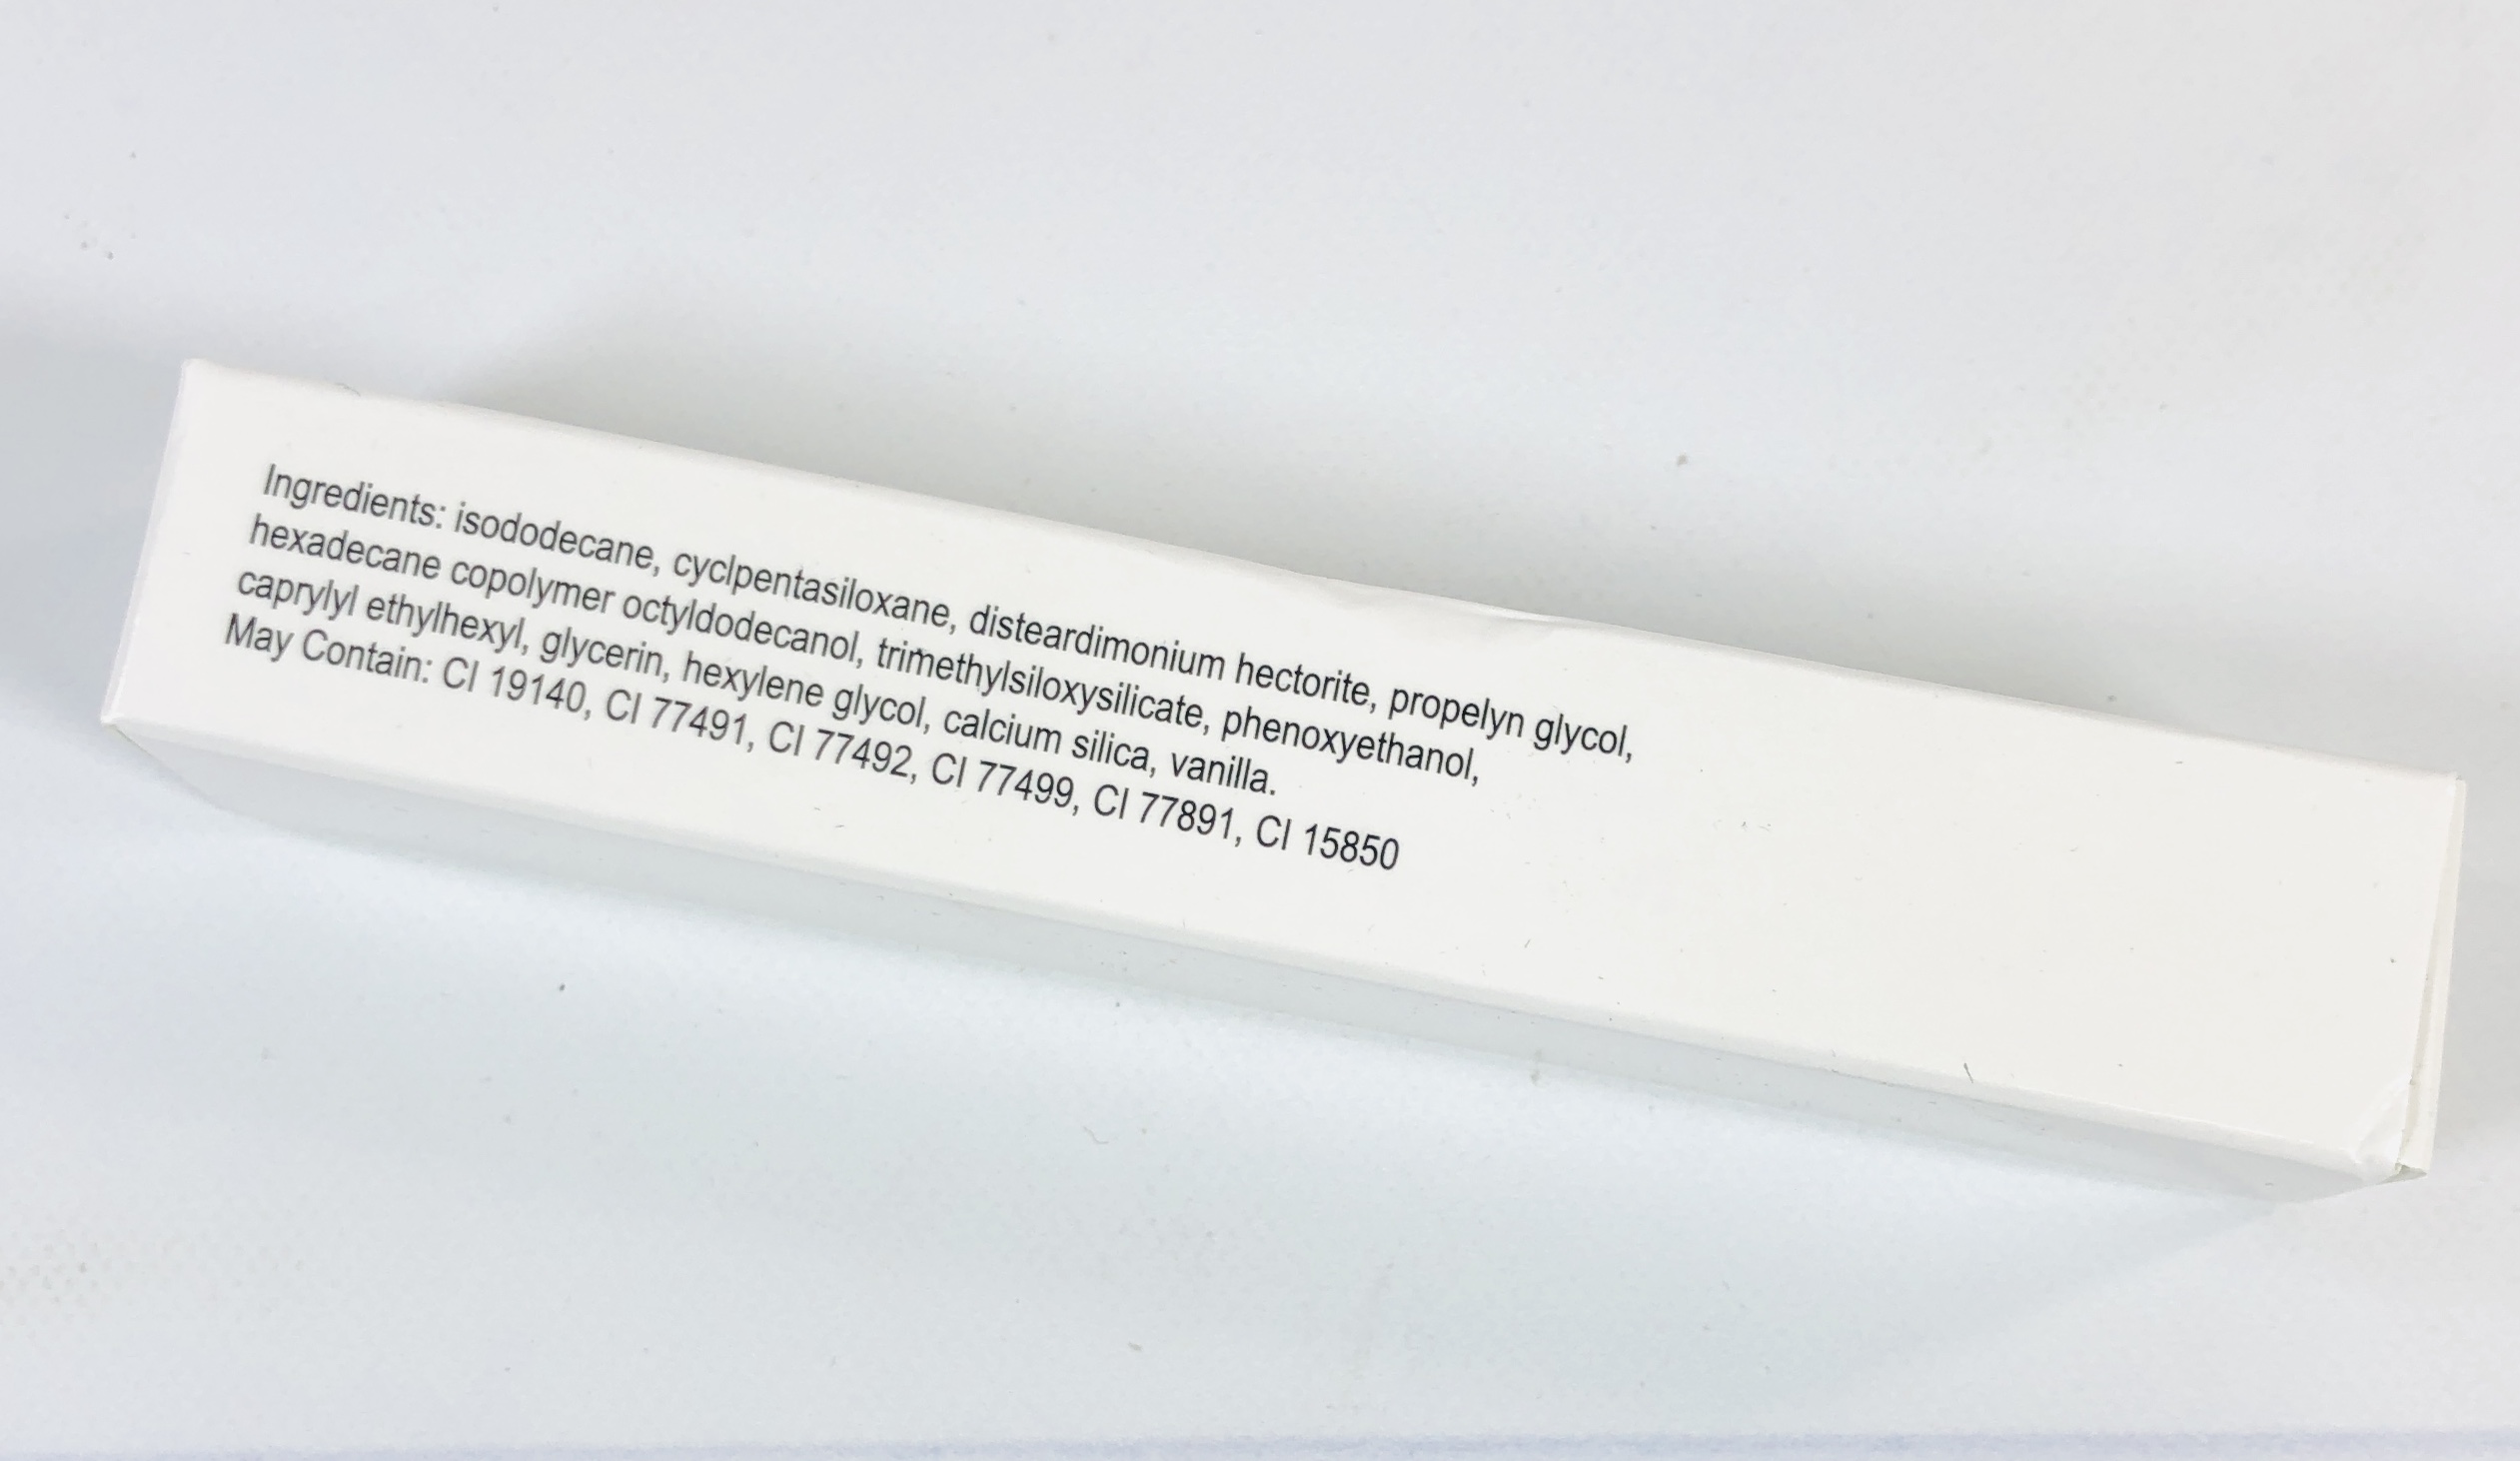 Ingredients: isododecane, cyclpentasiloxane, disteardimonium hectorite, propelyn glycol,
hexadecane copolymer octyldodecanol, trimethylsiloxysilicate, phenoxyethanol,
caprylyl ethylhexyl, glycerin, hexylene glycol, calcium silica, vanilla.
May Contain: CI 19140, CI 77491, CI 77492, CI 77499, CI 77891, CI 15850